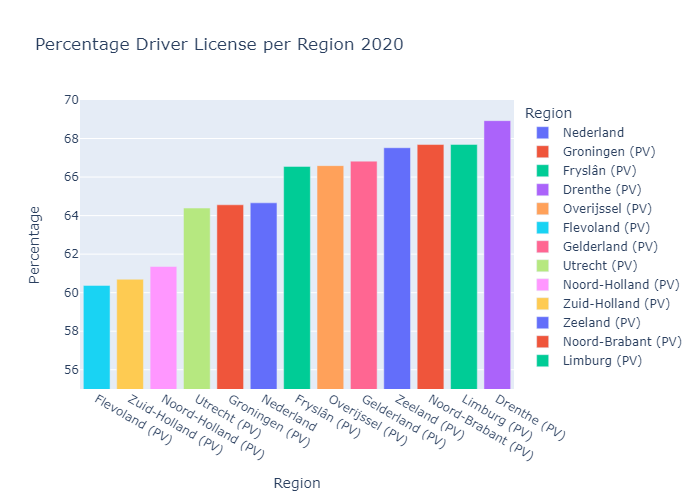 Percentage Driver License per Region 2020
Percentage
70
68
66
64
62
60
58
56
Flevoland (PV)
Zuid-Holland (PV)
Noord-Holland (PV)
Utrecht (PV)
Groningen (PV)
Nederland
Fryslân (PV)
Overijssel (PV)
Gelderland (PV)
Zeeland (PV)
Noord-Brabant (PV)
Limburg (PV)
Drenthe (PV)
Region
Region
Nederland
Groningen (PV)
Fryslân (PV)
Drenthe (PV)
Overijssel (PV)
Flevoland (PV)
Gelderland (PV)
Utrecht (PV)
Noord-Holland (PV)
Zuid-Holland (PV)
Zeeland (PV)
Noord-Brabant (PV)
Limburg (PV)